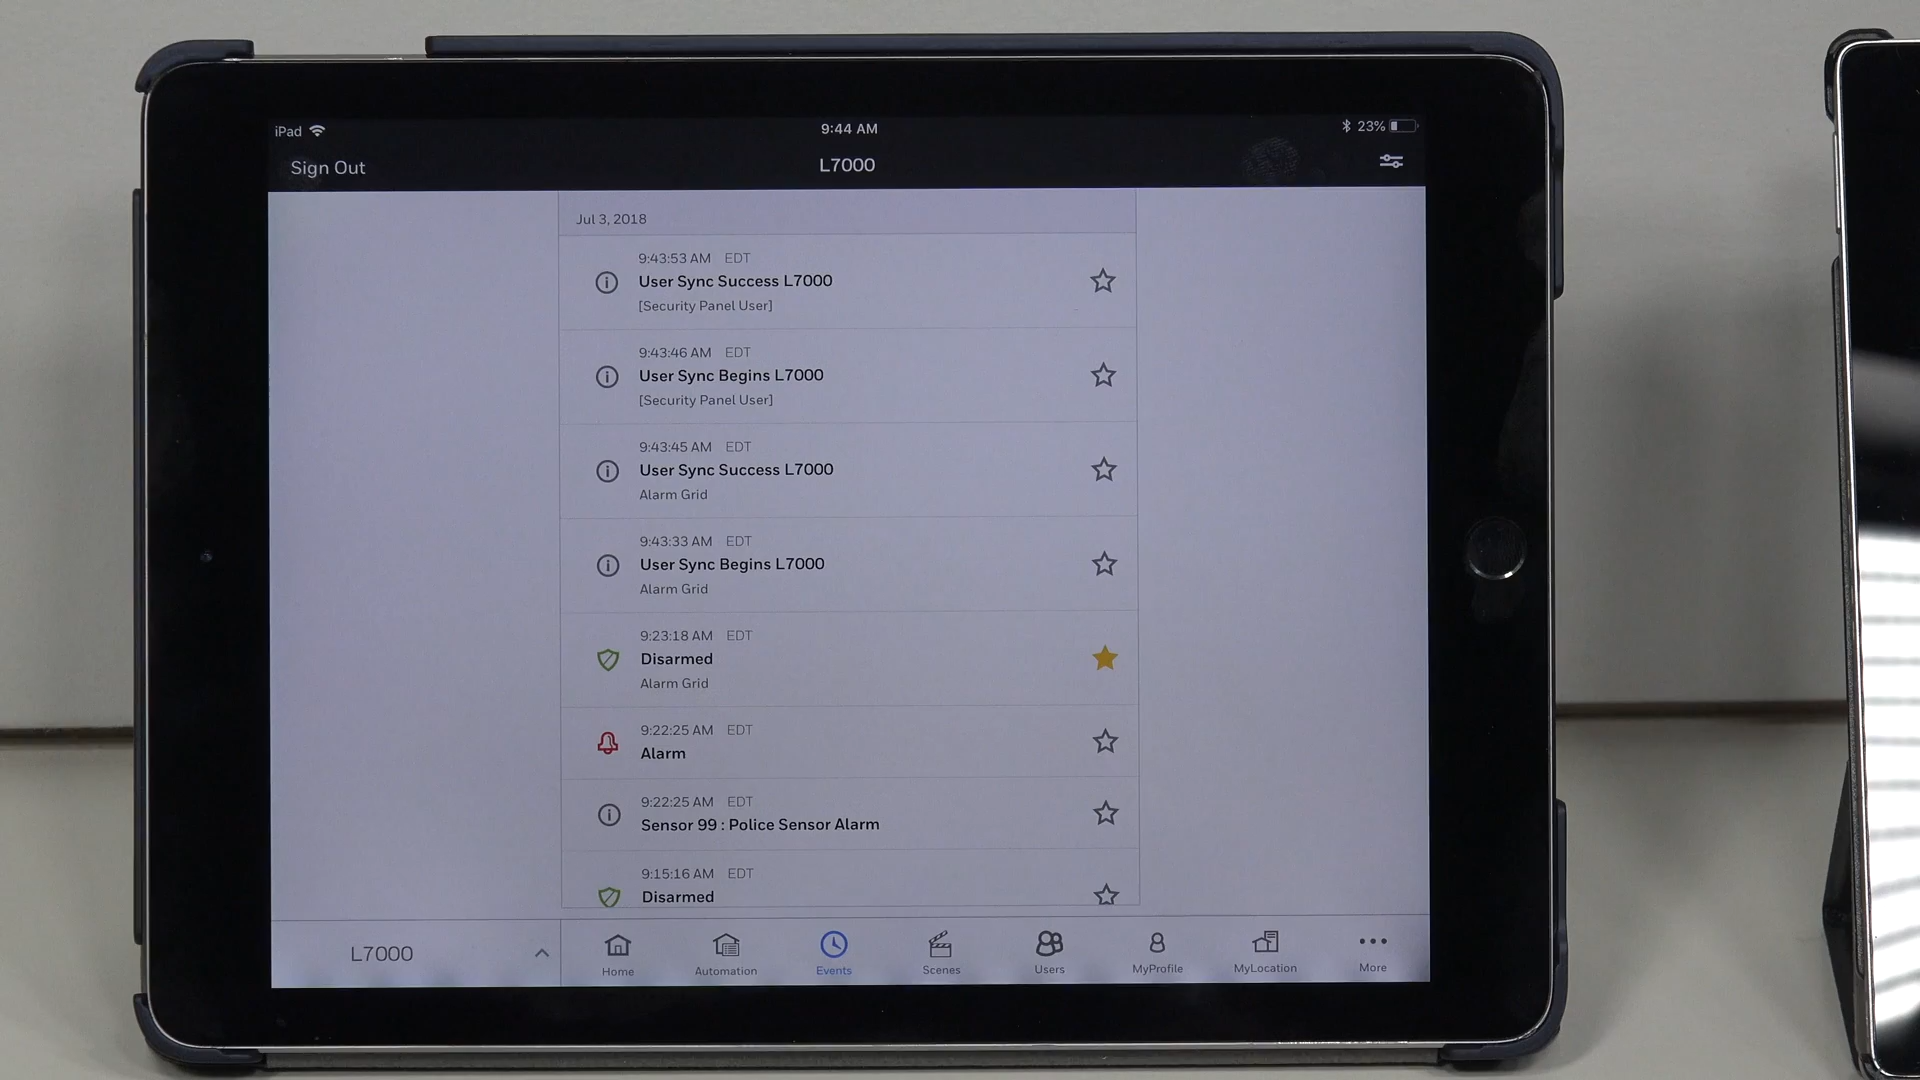 iPad
9:44 AM
23%
Sign Out
L7000
Jul 3, 2018
9:43:53 AM EDT
User Sync Success L7000
[Security Panel User]
9:43:46 AM EDT
User Sync Begins L7000
[Security Panel User]
9:43:45 AM EDT
User Sync Success L7000
Alarm Grid
9:43:33 AM EDT
User Sync Begins L7000
Alarm Grid
9:23:18 AM EDT
Disarmed
Alarm Grid
9:22:25 AM EDT
Alarm
9:22:25 AM EDT
Sensor 99 : Police Sensor Alarm
9:15:16 AM EDT
Disarmed
L7000
Home
Automation
Events
Scenes
Users
MyProfile
MyLocation
More